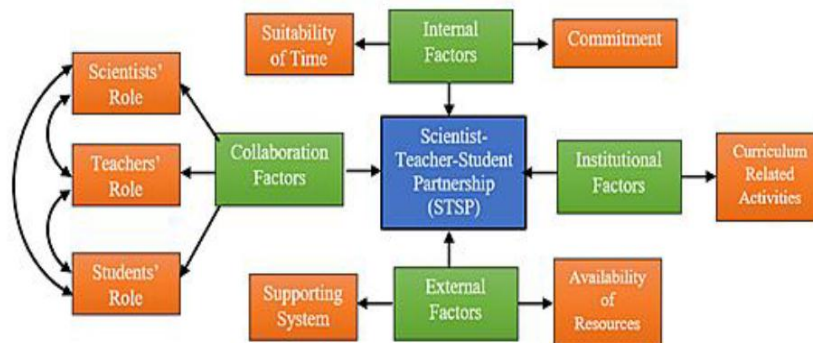 Suitability
of Time
Internal
Factors
Commitment
Scientists'
Role
Teachers'
Role
Students'
Role
Collaboration
Factors
Scientist-
Teacher-Student
Partnership
(STSP)
Institutional
Factors
Curriculum
Related
Activities
Supporting
System
External
Factors
Availability
of
Resources